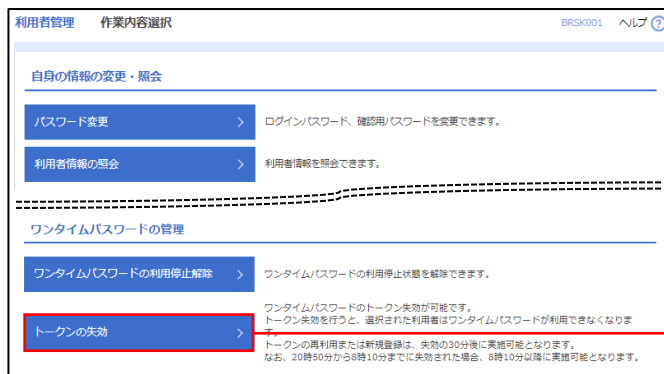 利用者管理 作業内容選択 BRSK001 ヘルプ ?
自身の情報の変更・照会
パスワード変更 > ログインパスワード、確認用パスワードを変更できます。
利用者情報の照会 > 利用者情報を照会できます。
ワンタイムパスワードの管理
ワンタイムパスワードの利用停止解除 > ワンタイムパスワードの利用停止状態を解除できます。
ワンタイムパスワードのトークン失効が可能です。
トークン失効を行うと、選択された利用者はワンタイムパスワードが利用できなくなりま
す。
トークンの失効 >
トークンの再利用または新規登録は、失効の30分後に実施可能となります。
なお、20時50分から8時10分までに失効された場合、8時10分以降に実施可能となります。